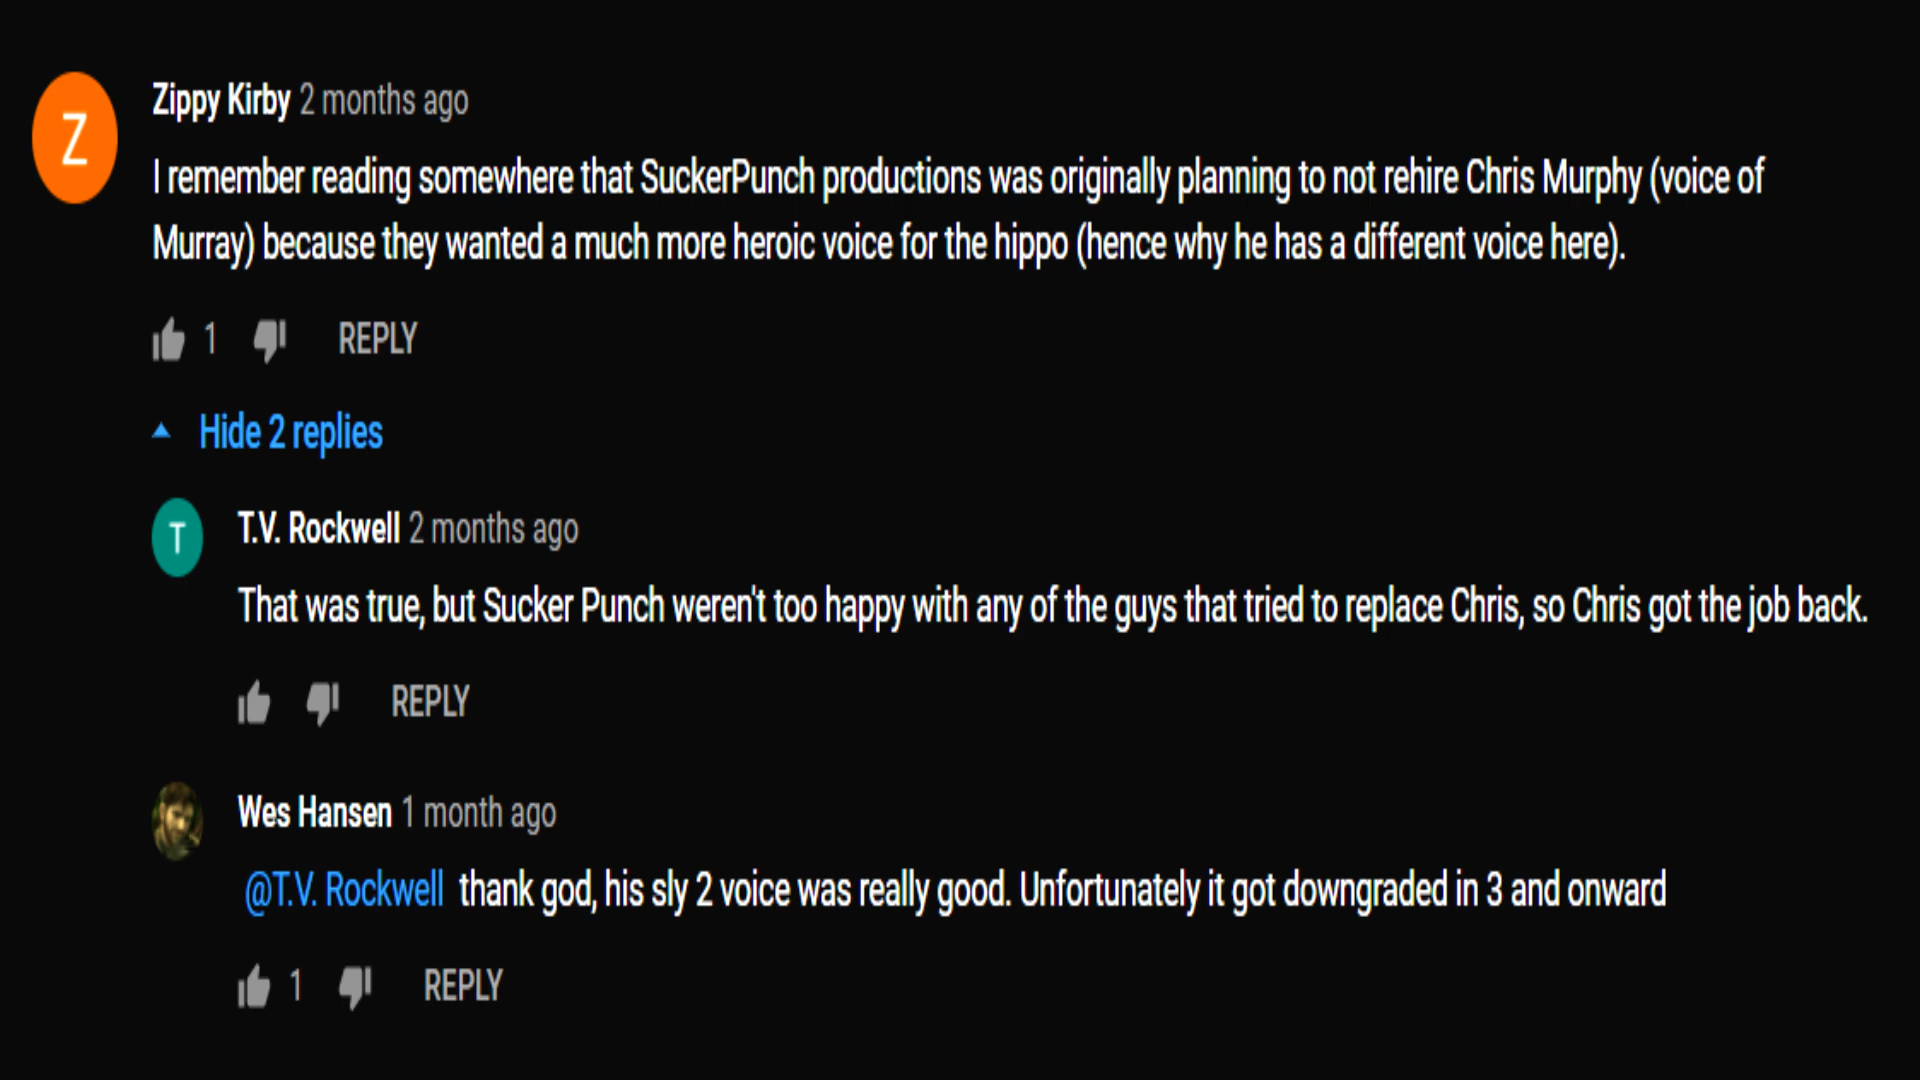 Z
Zippy Kirby 2 months ago
I remember reading somewhere that SuckerPunch productions was originally planning to not rehire Chris Murphy (voice of
Murray) because they wanted a much more heroic voice for the hippo (hence why he has a different voice here).
1 REPLY
Hide 2 replies
T
T.V. Rockwell 2 months ago
That was true, but Sucker Punch weren't too happy with any of the guys that tried to replace Chris, so Chris got the job back.
REPLY
Wes Hansen 1 month ago
@T.V. Rockwell thank god, his sly 2 voice was really good. Unfortunately it got downgraded in 3 and onward
1 REPLY